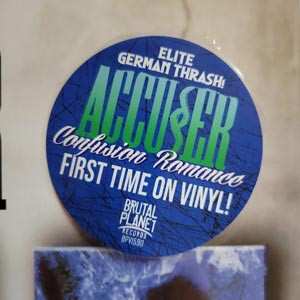 ELITE
GERMAN THRASH!
ACCUSER
Confusion Romance
FIRST TIME ON VINYL!
BRUTAL
PLANET
RECORDS